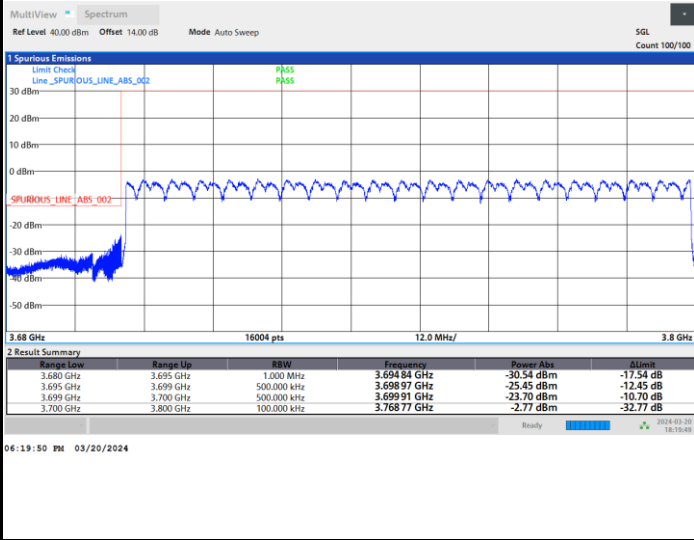 MultiView Spectrum
Ref Level 40.00 dBm Offset 14.00 dB Mode Auto Sweep SGL
Count 100/100
1 Spurious Emissions
Limit Check PASS
Line _SPURIOUS_LINE_ABS_002 PASS
30 dBm
20 dBm
10 dBm
0 dBm
_SPURIOUS_LINE_ABS_002
-20 dBm
-30 dBm
-40 dBm
-50 dBm
3.68 GHz 16004 pts 12.0 MHz/ 3.8 GHz
2 Result Summary
Range Low Range Up RBW Frequency Power Abs ΔLimit
3.680 GHz 3.695 GHz 1.000 MHz 3.694 84 GHz -30.54 dBm -17.54 dB
3.695 GHz 3.699 GHz 500.000 kHz 3.698 97 GHz -25.45 dBm -12.45 dB
3.699 GHz 3.700 GHz 500.000 kHz 3.699 91 GHz -23.70 dBm -10.70 dB
3.700 GHz 3.800 GHz 100.000 kHz 3.768 77 GHz -2.77 dBm -32.77 dB
Ready 2024-03-20
18:19:49
06:19:50 PM 03/20/2024